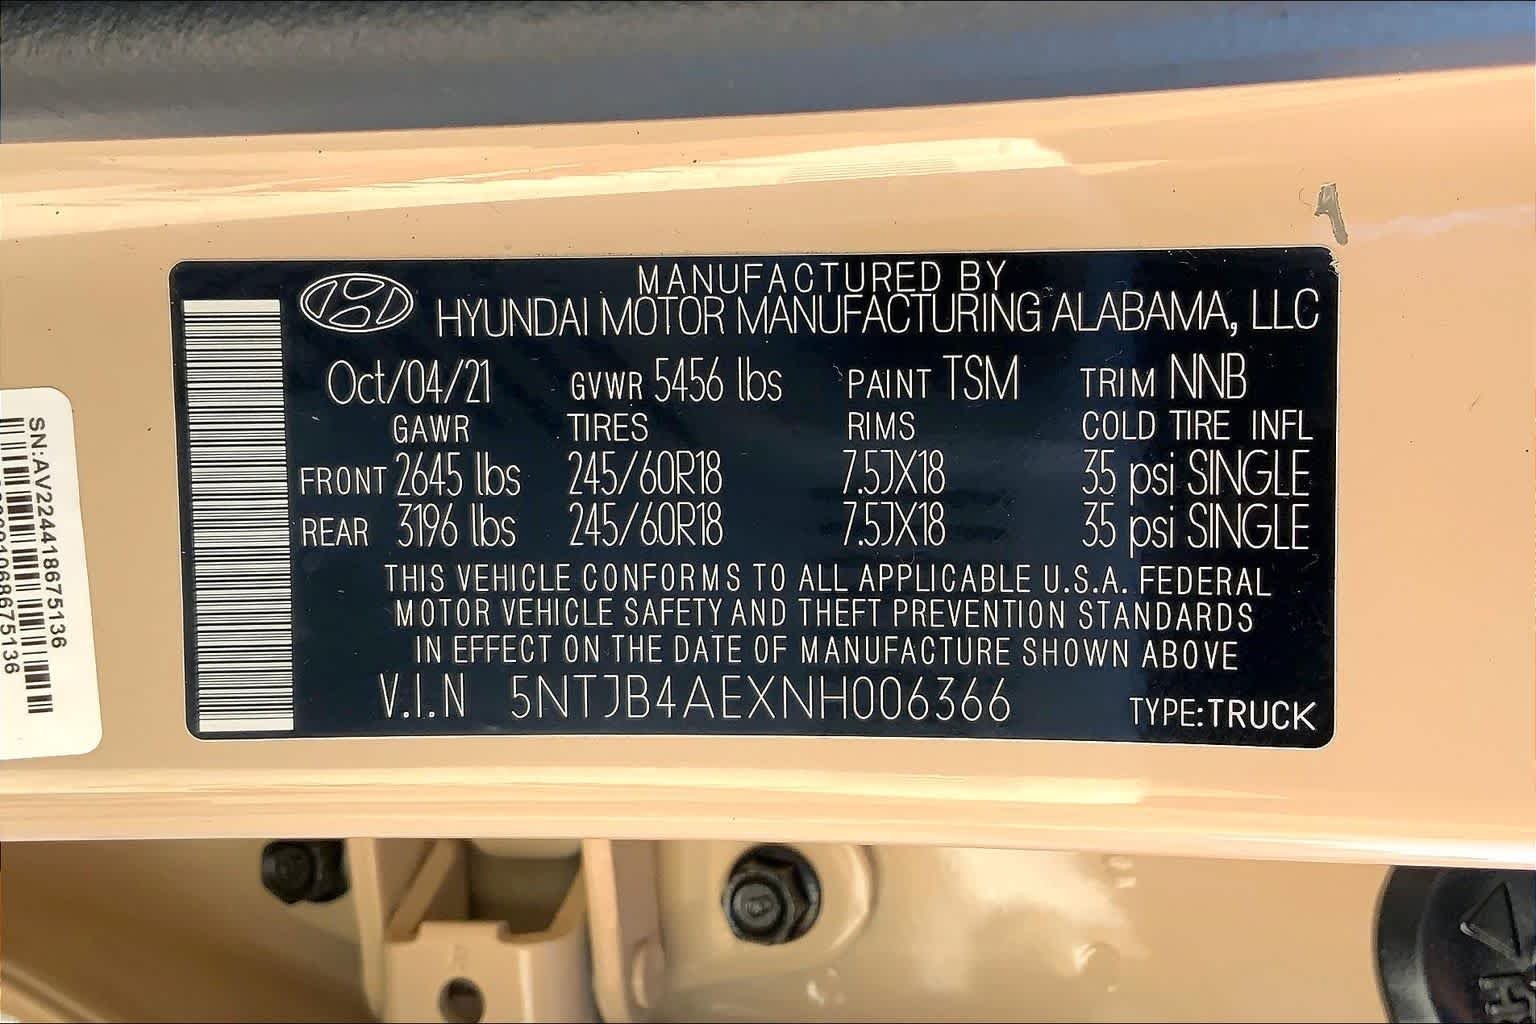 MANUFACTURED BY
HYUNDAI MOTOR MANUFACTURING ALABAMA, LLC
Oct/04/21 GVWR 5456 lbs PAINT TSM TRIM NNB
GAWR TIRES RIMS COLD TIRE INFL
FRONT 2645 lbs 245/60R18 7.5JX18 35 psi SINGLE
REAR 3196 lbs 245/60R18 7.5JX18 35 psi SINGLE
THIS VEHICLE CONFORMS TO ALL APPLICABLE U.S.A. FEDERAL
MOTOR VEHICLE SAFETY AND THEFT PREVENTION STANDARDS
IN EFFECT ON THE DATE OF MANUFACTURE SHOWN ABOVE
V.I.N 5NTJB4AEXNH006366 TYPE:TRUCK
SN:AV224418675136